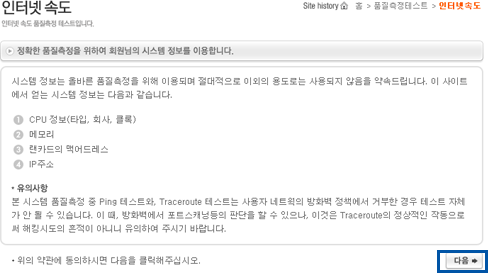 인터넷 속도
Site history 홈 > 품질측정테스트 > 인터넷속도
인터넷 속도 품질측정 테스트입니다.
정확한 품질측정을 위하여 회원님의 시스템 정보를 이용합니다.
시스템 정보는 올바른 품질측정을 위해 이용되며 절대적으로 이외의 용도로는 사용되지 않음을 약속드립니다. 이 사이트
에서 얻는 시스템 정보는 다음과 같습니다.
1 CPU 정보(타입, 회사, 클록)
2 메모리
3 랜카드의 맥어드레스
4 IP주소
• 유의사항
본 시스템 품질측정 중 Ping 테스트와, Traceroute 테스트는 사용자 네트웍의 방화벽 정책에서 거부한 경우 테스트 자체
가 안 될 수 있습니다. 이 때, 방화벽에서 포트스캐닝등의 판단을 할 수 있으나, 이것은 Traceroute의 정상적인 작동으로
써 해킹시도의 흔적이 아니니 유의하여 주시기 바랍니다.
• 위의 약관에 동의하시면 다음을 클릭해주십시오.
다음